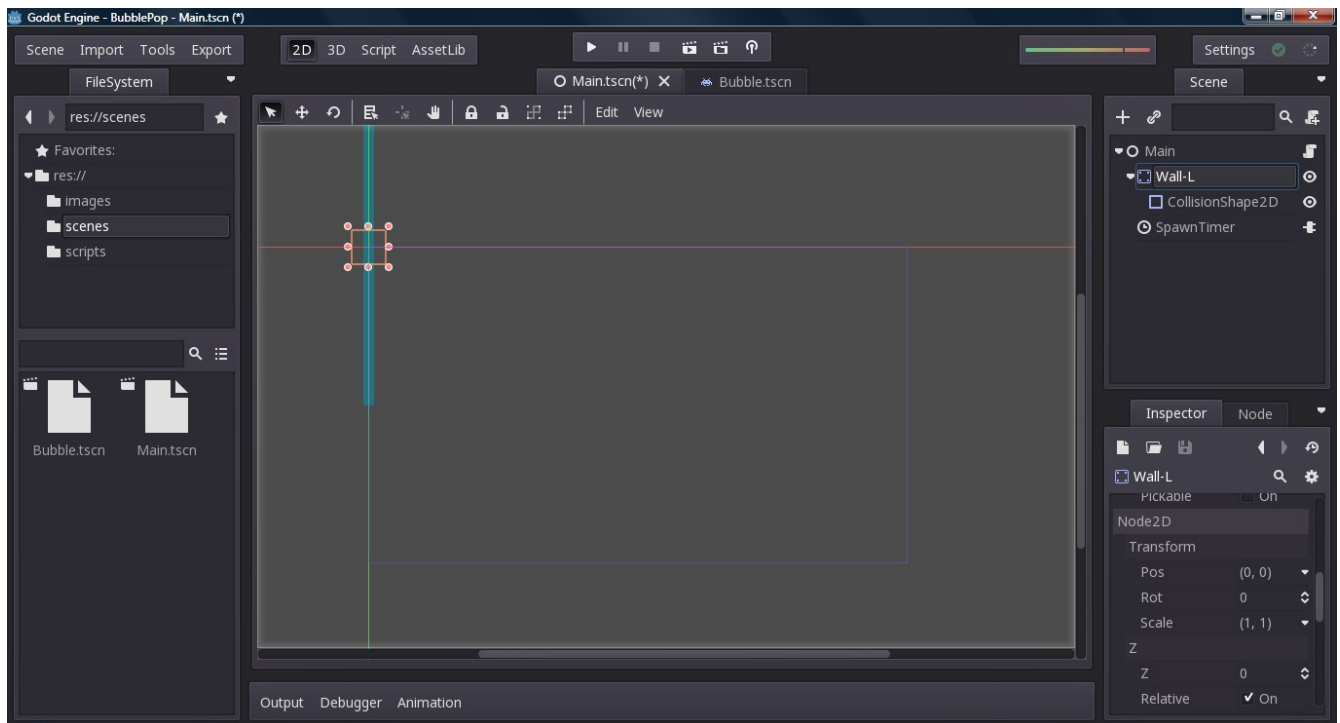 Godot Engine - BubblePop - Main.tscn (*)
Scene Import Tools Export
2D 3D Script AssetLib
Settings
FileSystem
Main.tscn(*) X
Bubble.tscn
Scene
res://scenes
Edit View
Favorites:
res://
images
scenes
scripts
Main
Wall-L
CollisionShape2D
SpawnTimer
Bubble.tscn
Main.tscn
Inspector Node
Wall-L
Pickable On
Node2D
Transform
Pos (0, 0)
Rot 0
Scale (1, 1)
Z
Z 0
Relative On
Output Debugger Animation